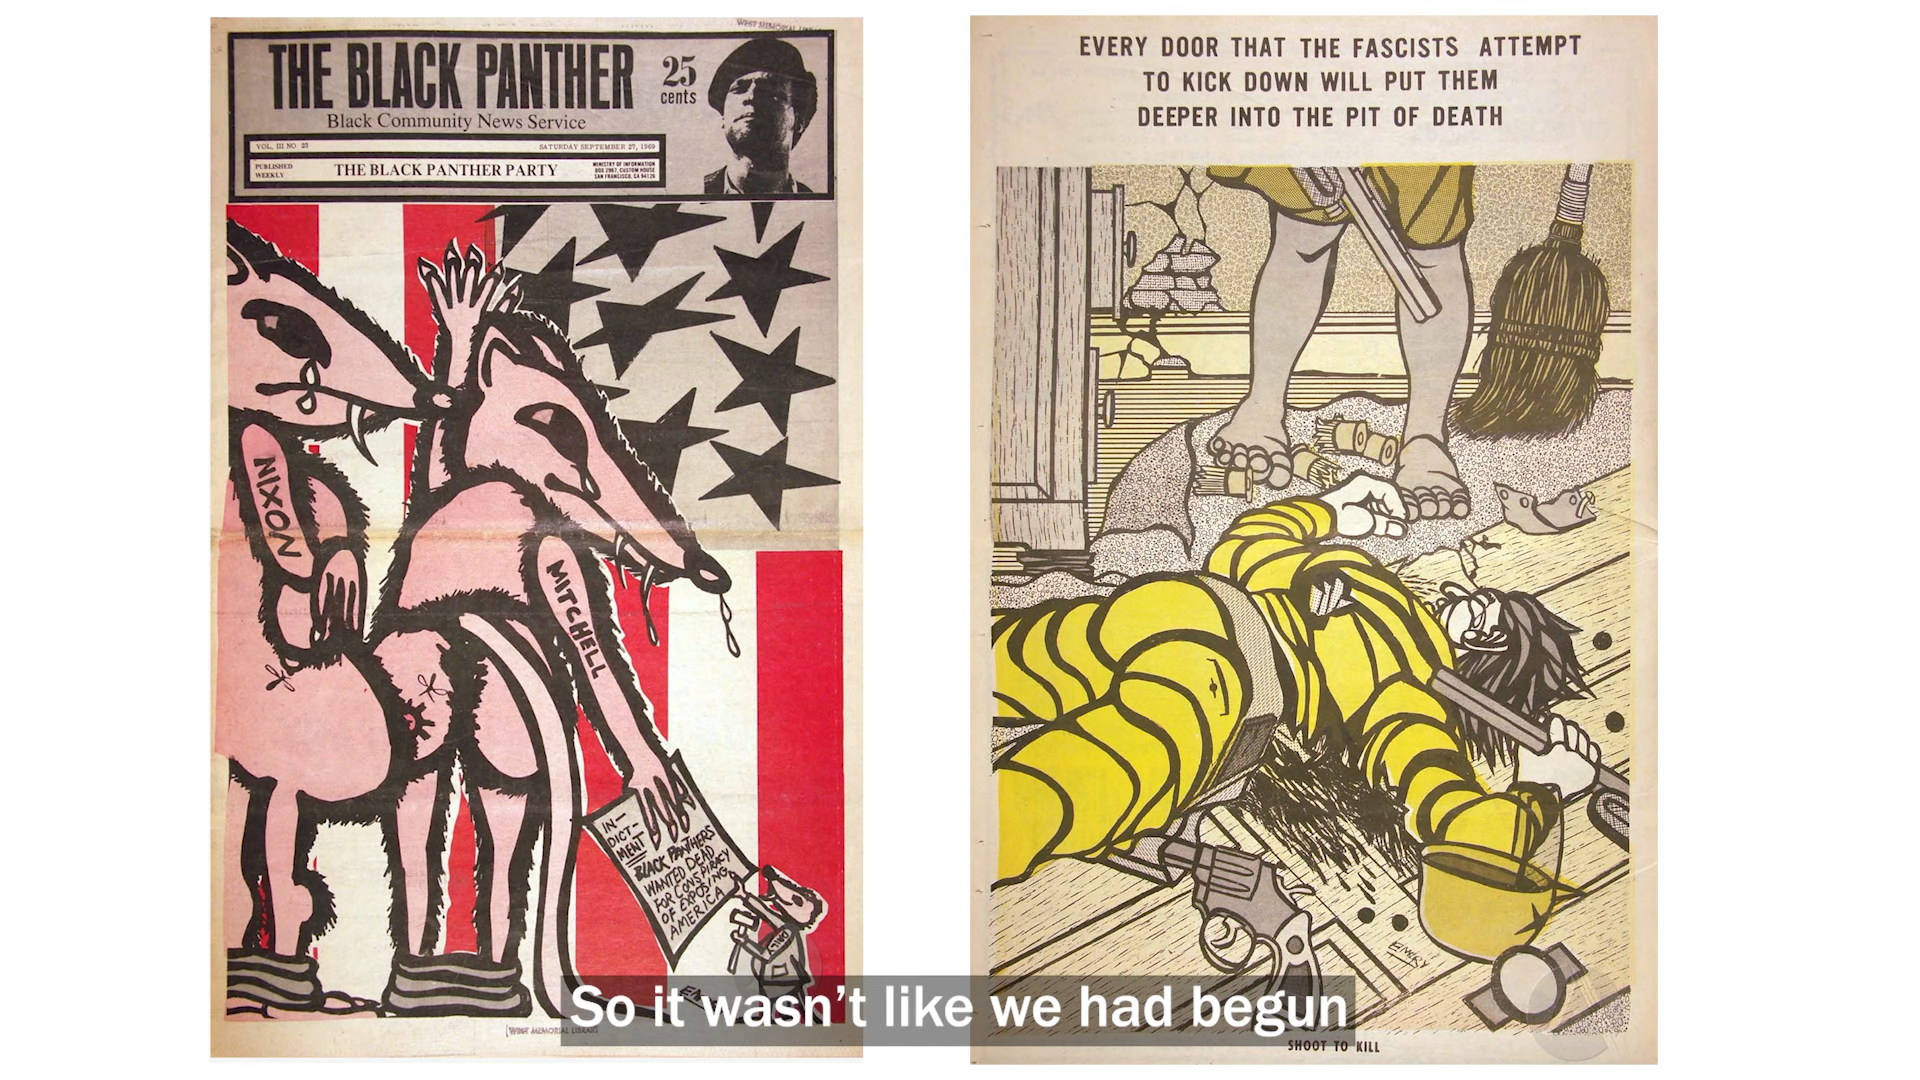 WEST MEMORIAL LIBRARY
THE BLACK PANTHER
25
cents
Black Community News Service
VOL. III NO 23
SATURDAY SEPTEMBER 27, 1969
PUBLISHED
WEEKLY
THE BLACK PANTHER PARTY
MINISTRY OF INFORMATION
BOX 2967, CUSTOM HOUSE
SAN FRANCISCO, CA 94126
NIXON
MITCHELL
IN-
DICT-
MENT
BLACK PANTHERS
WANTED DEAD
FOR CONSPIRACY
OF EXPOSING
AMERICA
WEST MEMORIAL LIBRARY
EVERY DOOR THAT THE FASCISTS ATTEMPT
TO KICK DOWN WILL PUT THEM
DEEPER INTO THE PIT OF DEATH
EMORY
SHOOT TO KILL
So it wasn't like we had begun